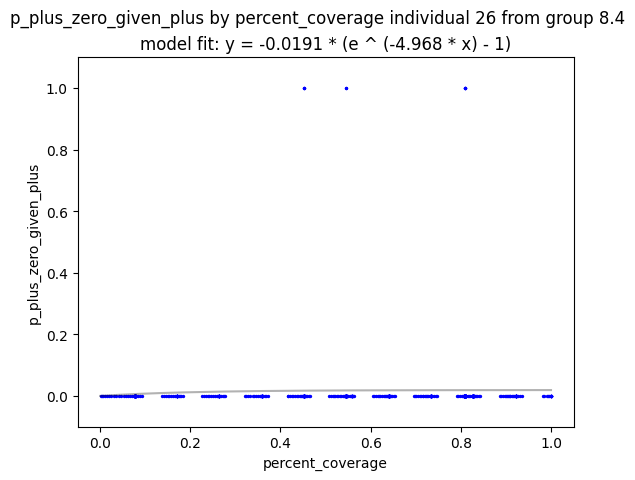 p_plus_zero_given_plus by percent_coverage individual 26 from group 8.4
model fit: y = -0.0191 * (e ^ (-4.968 * x) - 1)
1.0
0.8
0.6
0.4
0.2
0.0
p_plus_zero_given_plus
0.0 0.2 0.4 0.6 0.8 1.0
percent_coverage